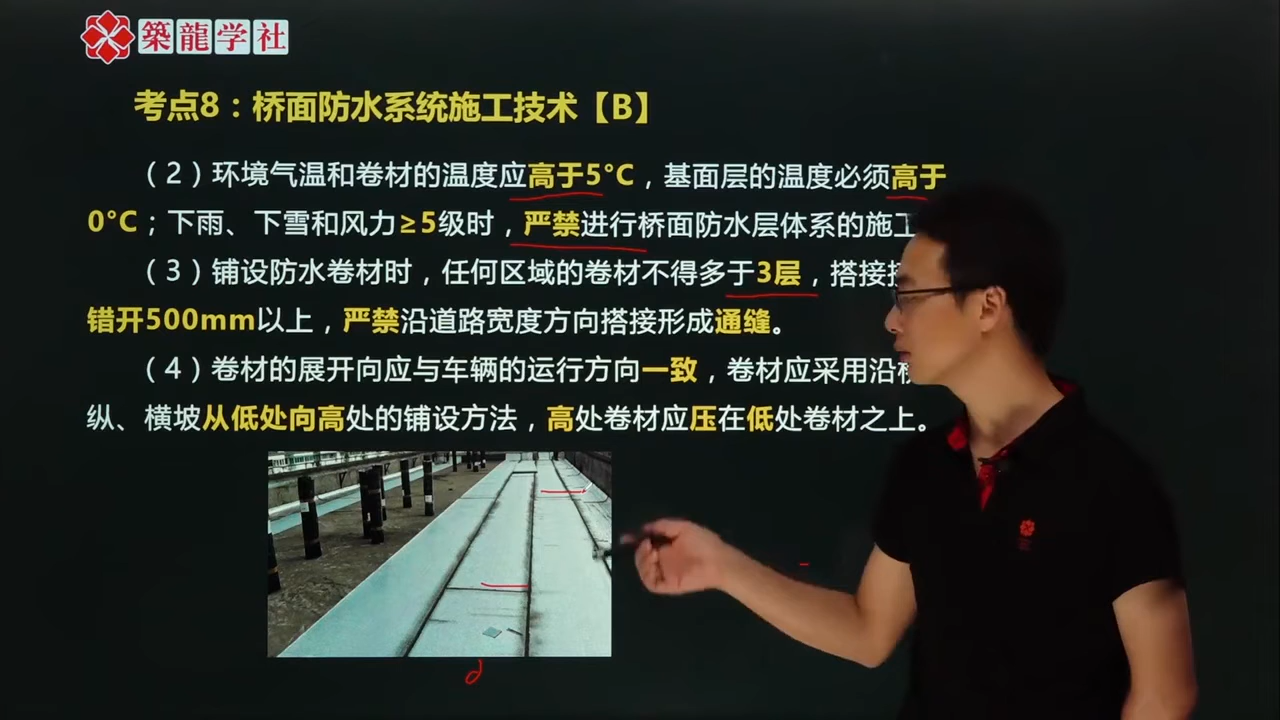 築龍学社
考点8：桥面防水系统施工技术【B】
（2）环境气温和卷材的温度应高于5°C，基面层的温度必须高于
0°C；下雨、下雪和风力≥5级时，严禁进行桥面防水层体系的施工
（3）铺设防水卷材时，任何区域的卷材不得多于3层，搭接
错开500mm以上，严禁沿道路宽度方向搭接形成通缝。
（4）卷材的展开向应与车辆的运行方向一致，卷材应采用沿
纵、横坡从低处向高处的铺设方法，高处卷材应压在低处卷材之上。